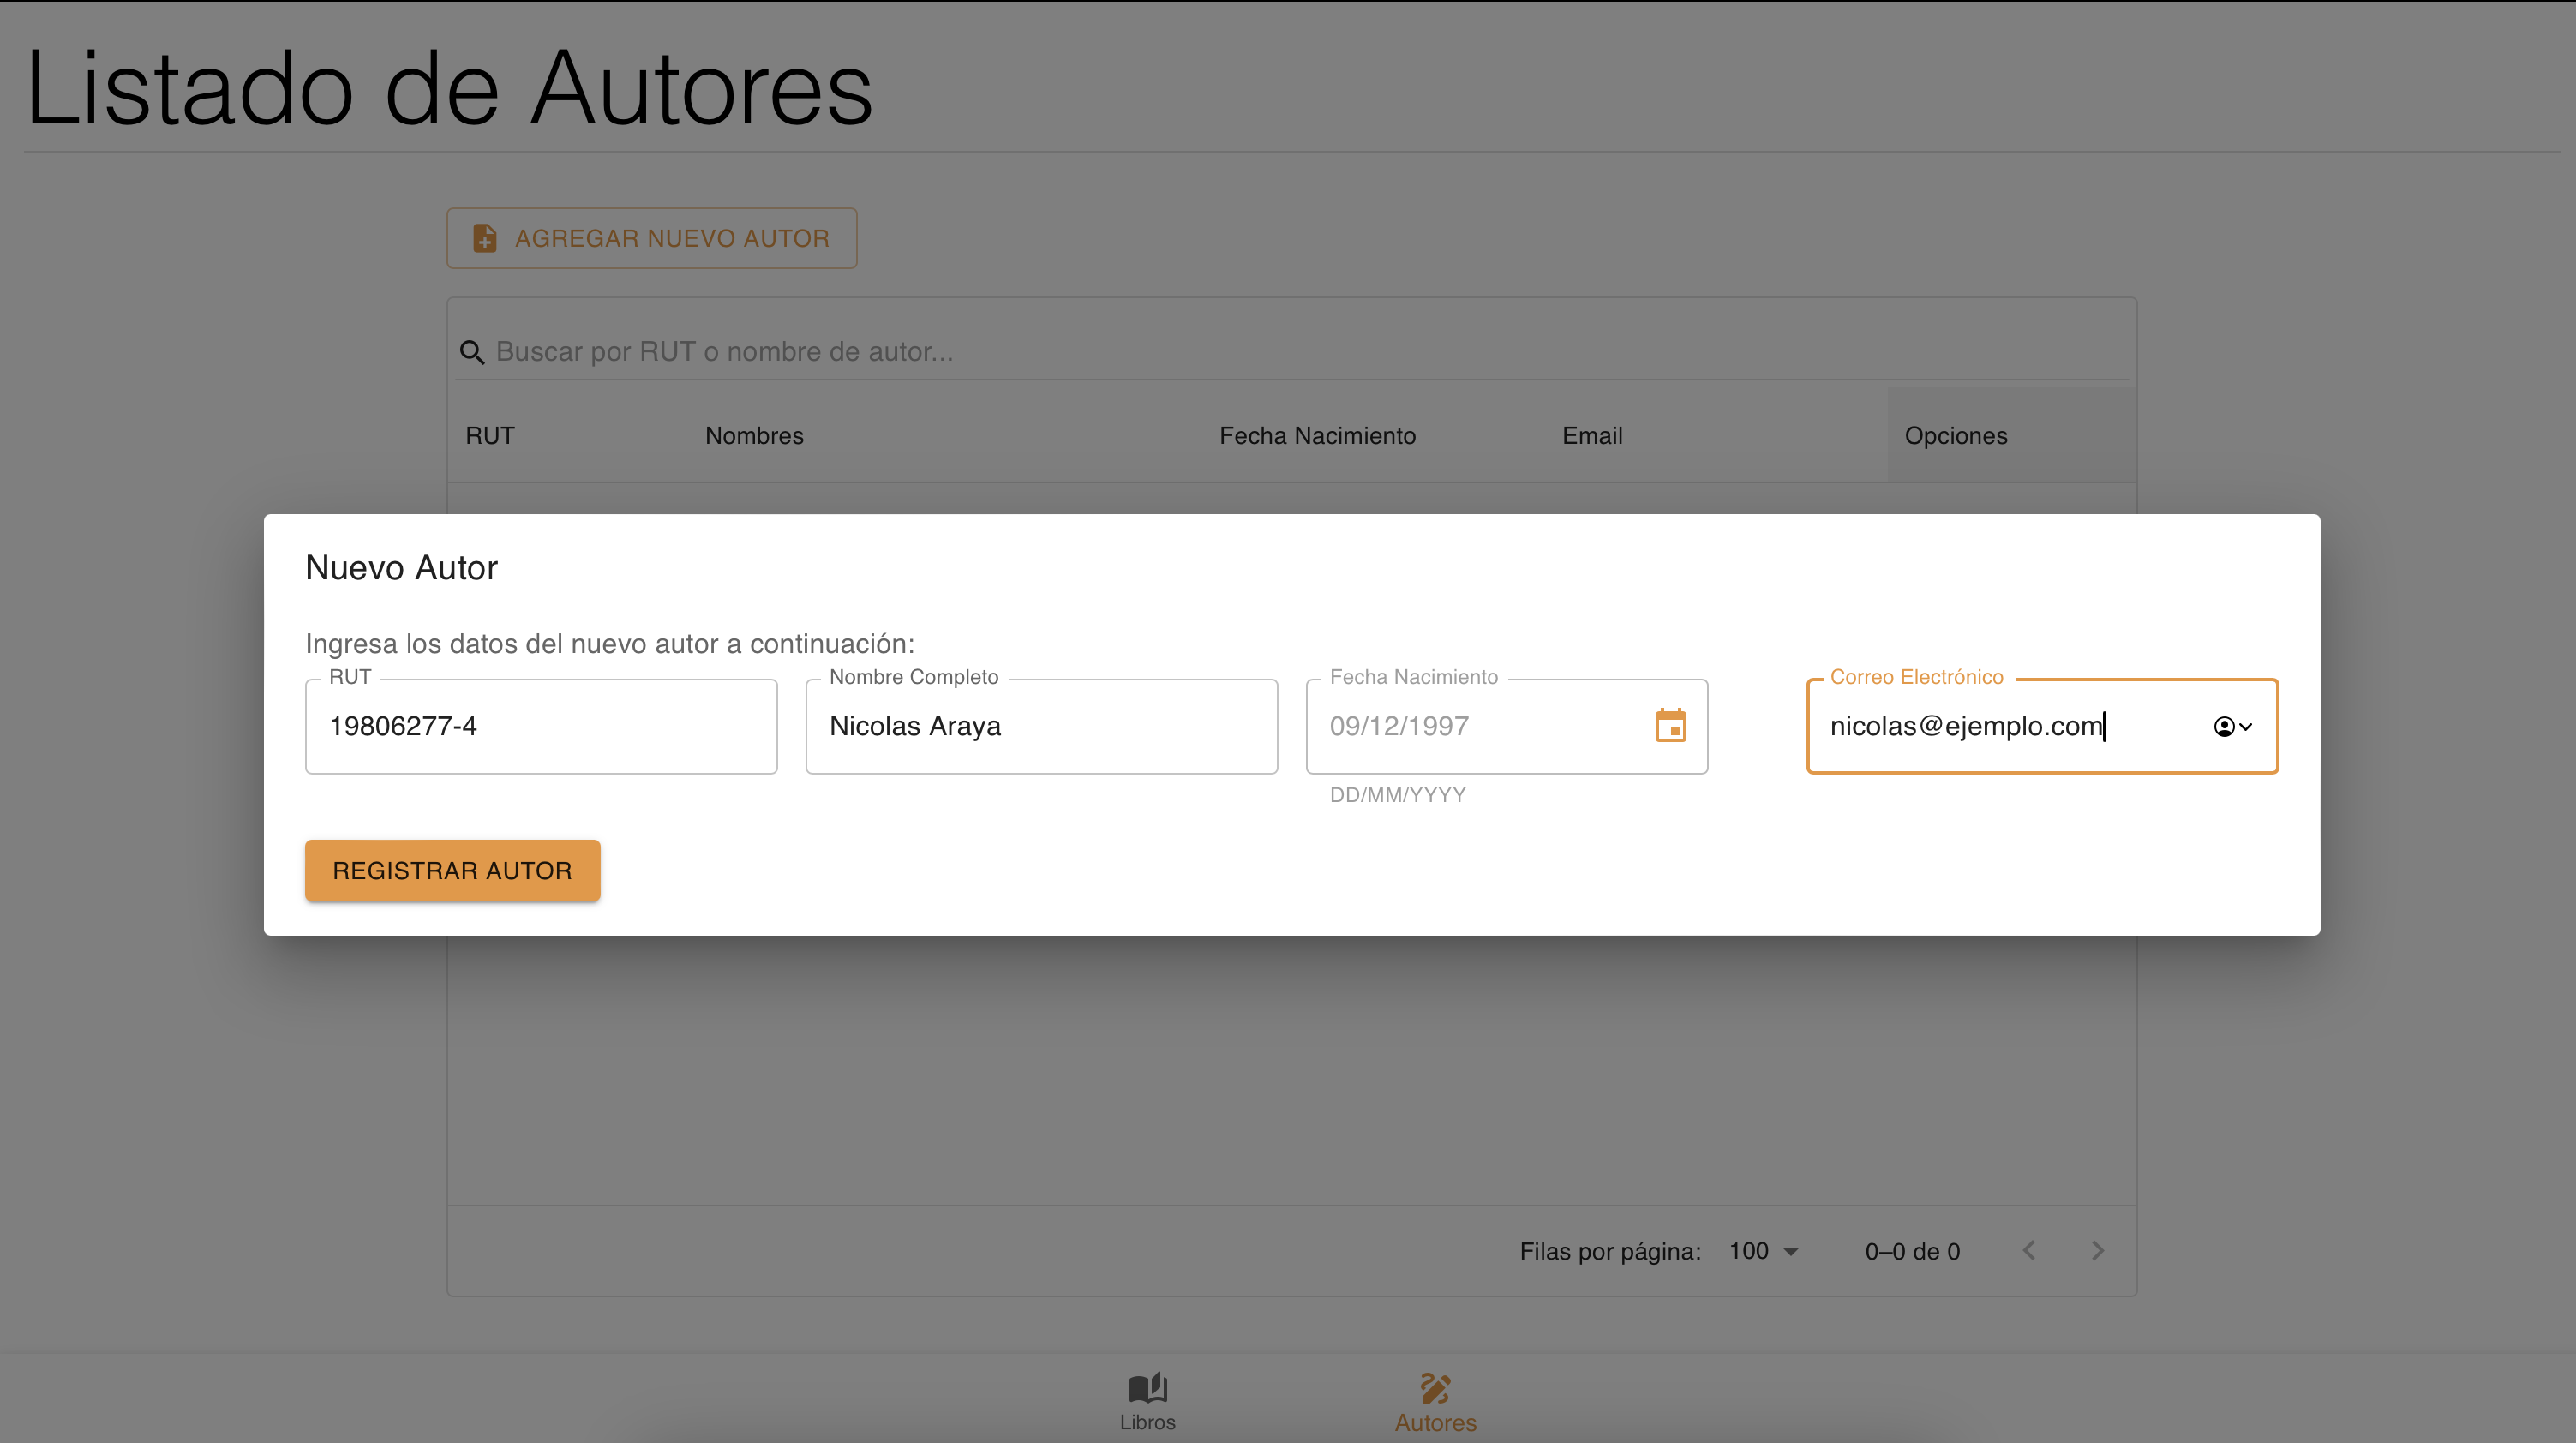 Listado de Autores
AGREGAR NUEVO AUTOR
Buscar por RUT o nombre de autor...
RUT Nombres Fecha Nacimiento Email Opciones
Nuevo Autor
Ingresa los datos del nuevo autor a continuación:
RUT Nombre Completo Fecha Nacimiento Correo Electrónico
19806277-4 Nicolas Araya 09/12/1997 nicolas@ejemplo.com
DD/MM/YYYY
REGISTRAR AUTOR
Filas por página: 100 0–0 de 0
Libros Autores